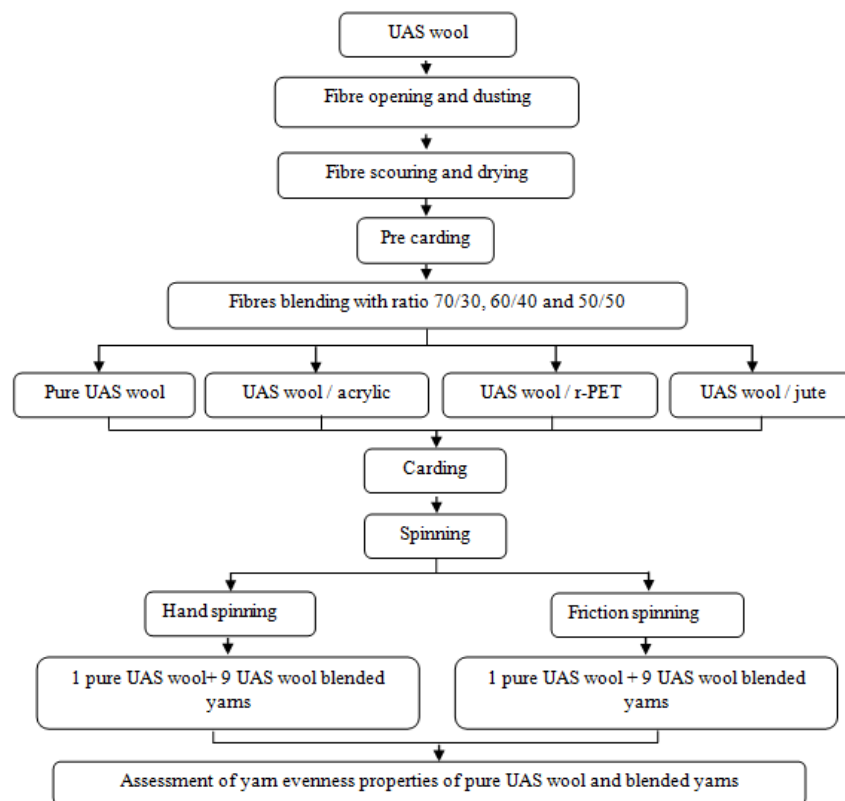 UAS wool
Fibre opening and dusting
Fibre scouring and drying
Pre carding
Fibres blending with ratio 70/30, 60/40 and 50/50
Pure UAS wool
UAS wool / acrylic
UAS wool / r-PET
UAS wool / jute
Carding
Spinning
Hand spinning
Friction spinning
1 pure UAS wool+ 9 UAS wool blended
yarns
1 pure UAS wool + 9 UAS wool blended
yarns
Assessment of yarn evenness properties of pure UAS wool and blended yarns